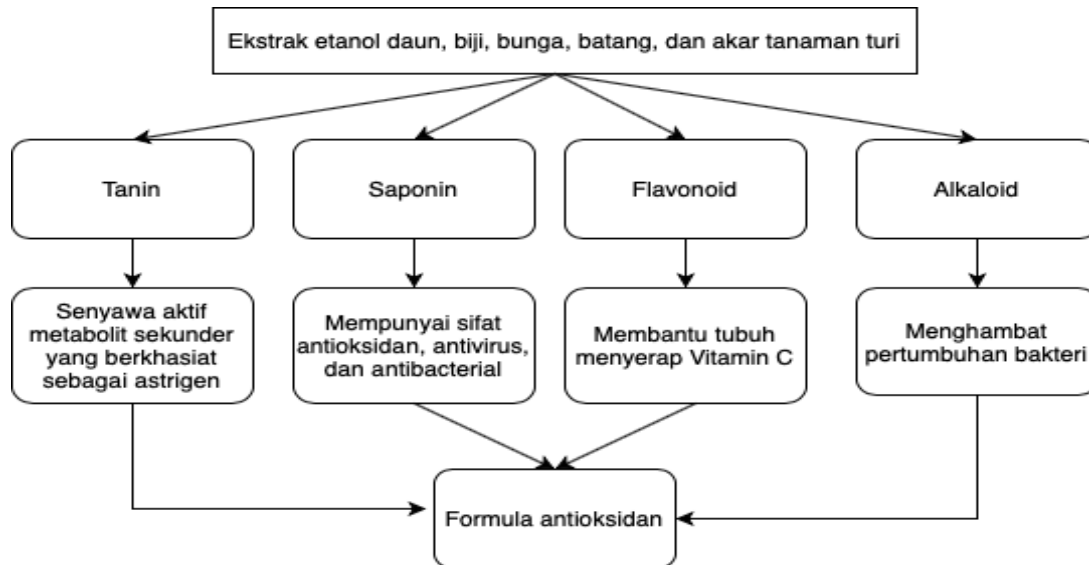 Ekstrak etanol daun, biji, bunga, batang, dan akar tanaman turi
Tanin
Saponin
Flavonoid
Alkaloid
Senyawa aktif
metabolit sekunder
yang berkhasiat
sebagai astrigen
Mempunyai sifat
antioksidan, antivirus,
dan antibacterial
Membantu tubuh
menyerap Vitamin C
Menghambat
pertumbuhan bakteri
Formula antioksidan